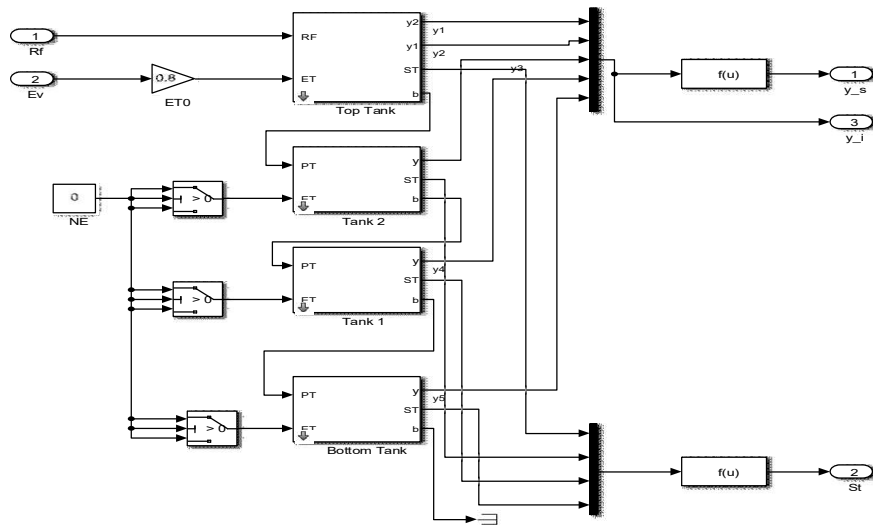 1
Rf
2
Ev
0.8
ET0
RF
ET
y2
y1
ST
b
Top Tank
y1
y2
y3
f(u)
1
y_s
3
y_i
PT
ET
y
ST
b
Tank 2
0
NE
> 0
PT
ET
y
ST
b
y4
Tank 1
> 0
PT
ET
y
ST
b
y5
Bottom Tank
> 0
f(u)
2
St